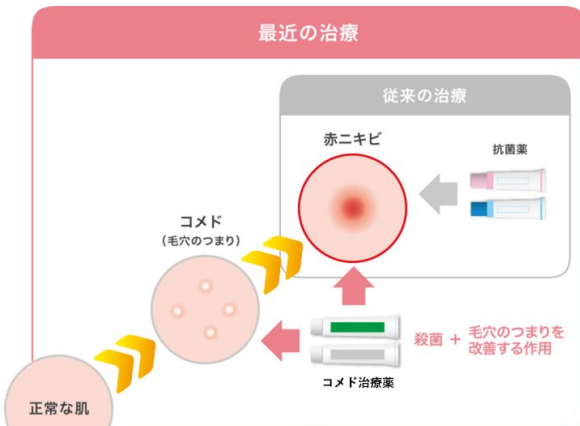 最近の治療
従来の治療
赤ニキビ
抗菌薬
コメド
(毛穴のつまり)
殺菌 + 毛穴のつまりを
改善する作用
コメド治療薬
正常な肌